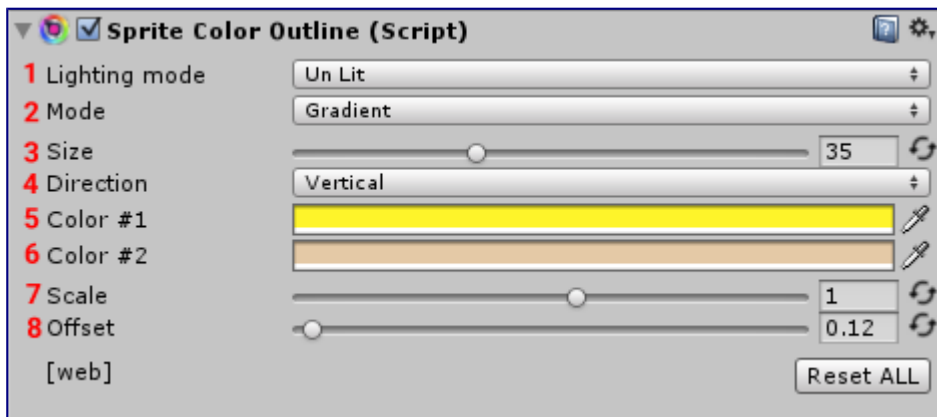 Sprite Color Outline (Script)
1 Lighting mode Un Lit
2 Mode Gradient
3 Size 35
4 Direction Vertical
5 Color #1
6 Color #2
7 Scale 1
8 Offset 0.12
[web] Reset ALL